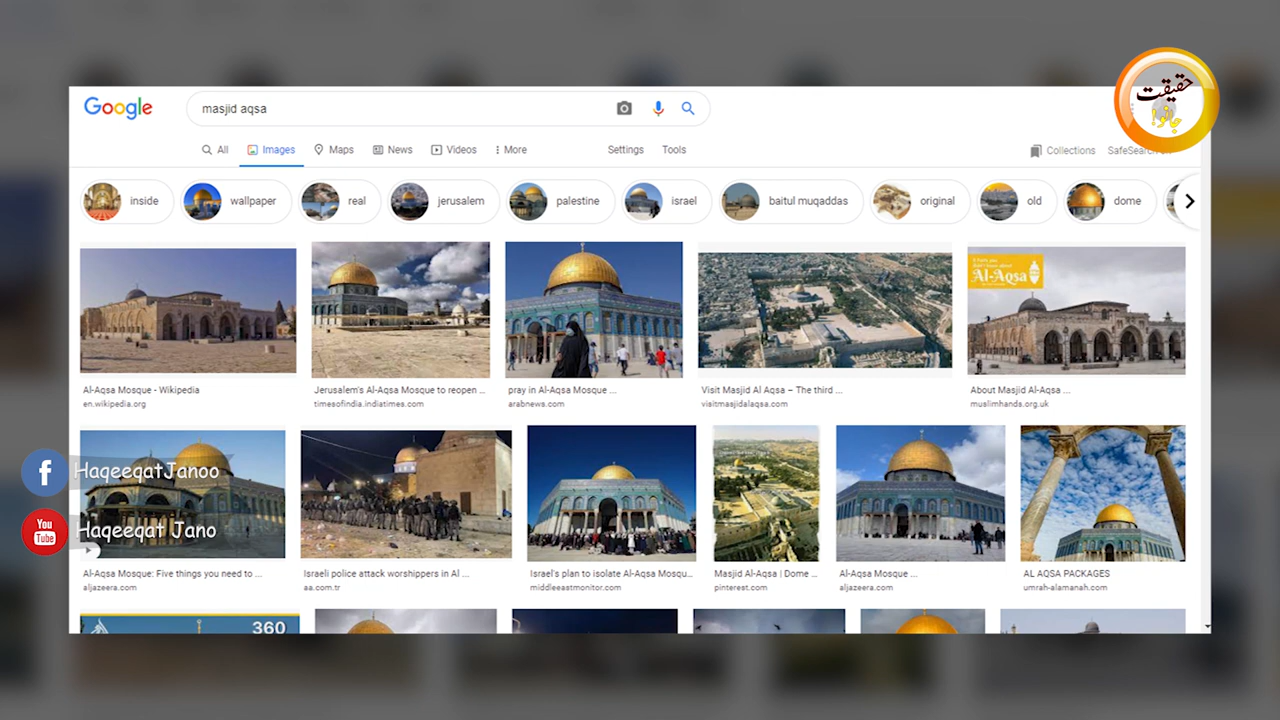 Google
masjid aqsa
All
Images
Maps
News
Videos
More
Settings
Tools
Collections
SafeSearch
حقیقت
جانو!
inside
wallpaper
real
jerusalem
palestine
israel
baitul muqaddas
original
old
dome
Al-Aqsa
Al-Aqsa Mosque - Wikipedia
en.wikipedia.org
Jerusalem's Al-Aqsa Mosque to reopen ...
timesofindia.indiatimes.com
pray in Al-Aqsa Mosque ...
arabnews.com
Visit Masjid Al Aqsa – The third ...
visitmasjidalaqsa.com
About Masjid Al-Aqsa ...
muslimhands.org.uk
f HaqeeqatJanoo
You Tube Haqeeqat Jano
Al-Aqsa Mosque: Five things you need to ...
aljazeera.com
Israeli police attack worshippers in Al ...
aa.com.tr
Israel's plan to isolate Al-Aqsa Mosqu...
middleeastmonitor.com
Masjid Al-Aqsa | Dome ...
pinterest.com
Al-Aqsa Mosque ...
aljazeera.com
AL AQSA PACKAGES
umrah-alamanah.com
360